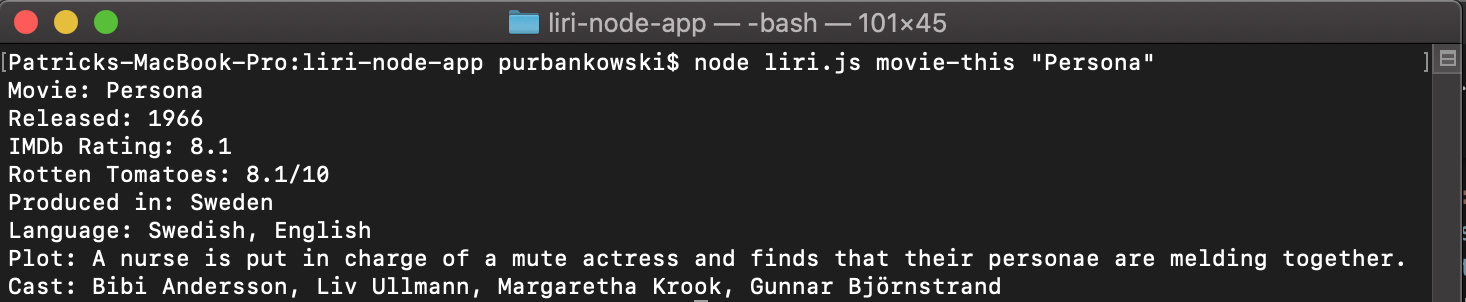 liri-node-app — -bash — 101×45
[Patricks-MacBook-Pro:liri-node-app purbankowski$ node liri.js movie-this "Persona" ]
Movie: Persona
Released: 1966
IMDb Rating: 8.1
Rotten Tomatoes: 8.1/10
Produced in: Sweden
Language: Swedish, English
Plot: A nurse is put in charge of a mute actress and finds that their personae are melding together.
Cast: Bibi Andersson, Liv Ullmann, Margaretha Krook, Gunnar Björnstrand